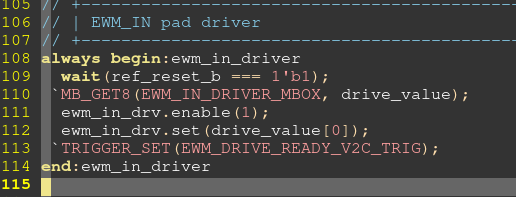 105 // +------------------------------------------------
106 // | EWM_IN pad driver
107 // +------------------------------------------------
108 always begin:ewm_in_driver
109   wait(ref_reset_b === 1'b1);
110  `MB_GET8(EWM_IN_DRIVER_MBOX, drive_value);
111   ewm_in_drv.enable(1);
112   ewm_in_drv.set(drive_value[0]);
113  `TRIGGER_SET(EWM_DRIVE_READY_V2C_TRIG);
114 end:ewm_in_driver
115